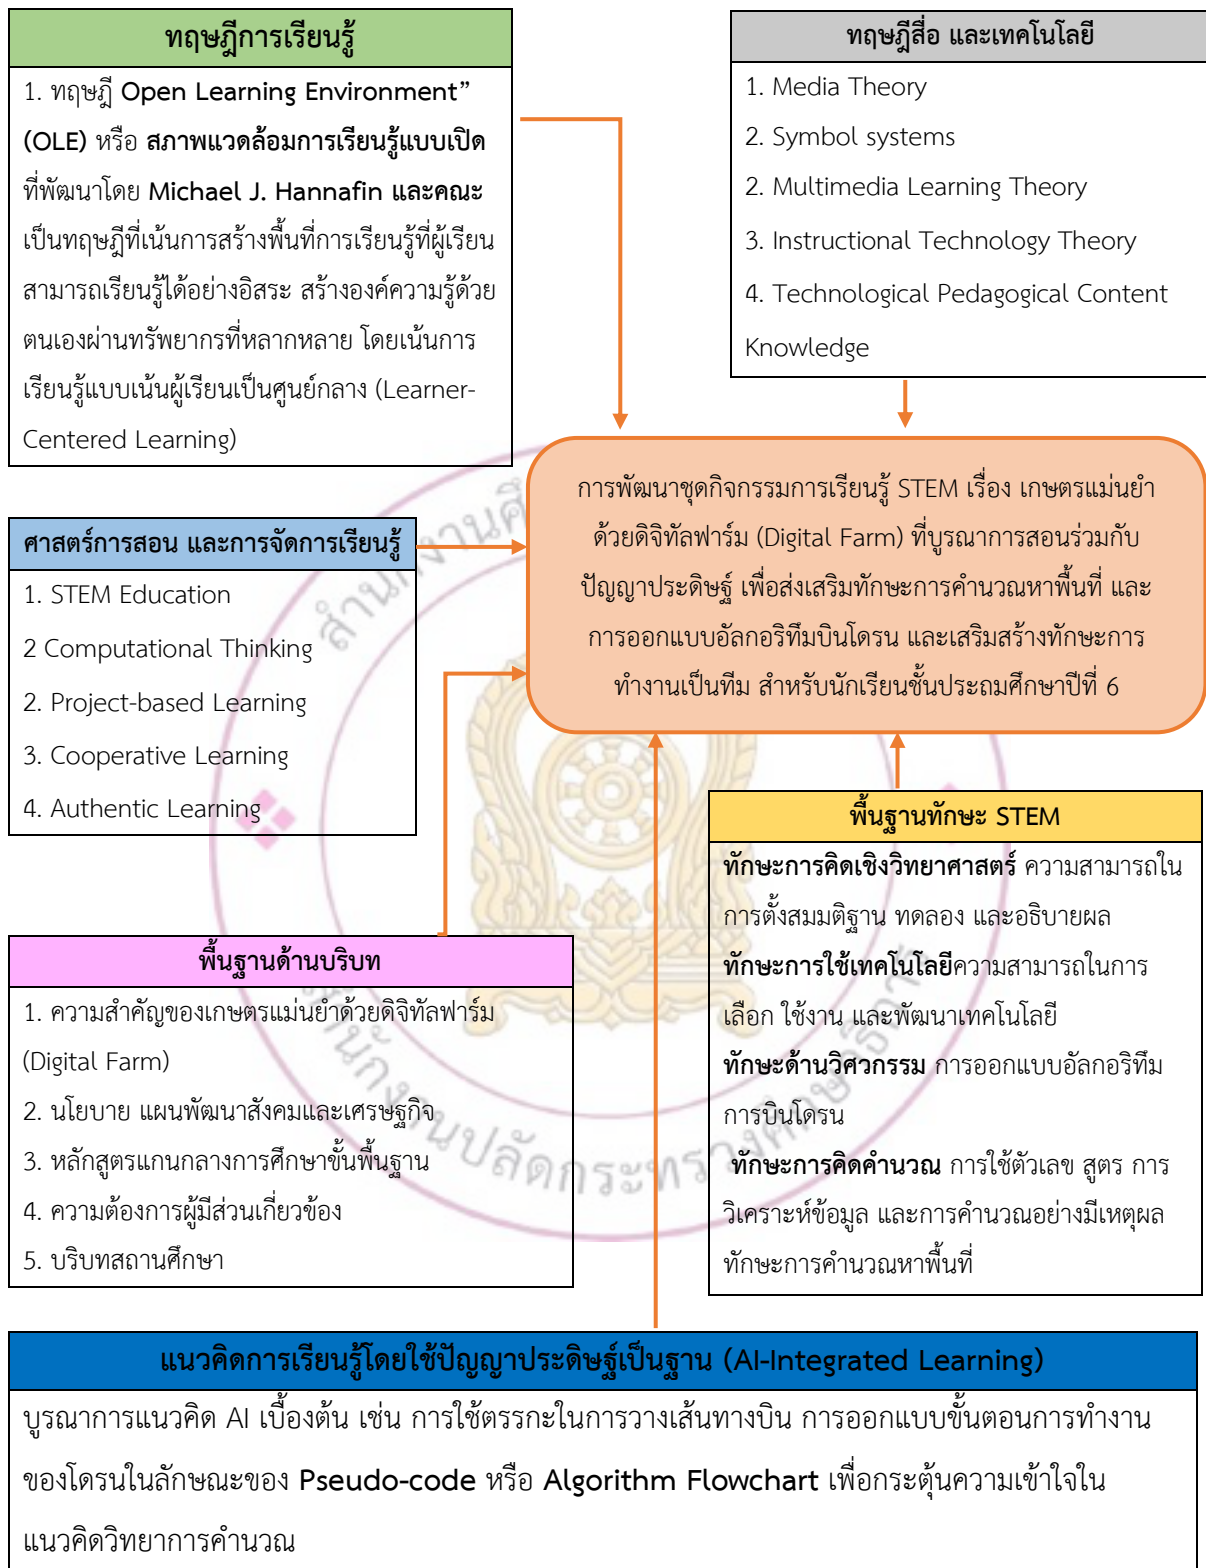 ทฤษฎีการเรียนรู้
1. ทฤษฎี Open Learning Environment”
(OLE) หรือ สภาพแวดล้อมการเรียนรู้แบบเปิด
ที่พัฒนาโดย Michael J. Hannafin และคณะ
เป็นทฤษฎีที่เน้นการสร้างพื้นที่การเรียนรู้ที่ผู้เรียน
สามารถเรียนรู้ได้อย่างอิสระ สร้างองค์ความรู้ด้วย
ตนเองผ่านทรัพยากรที่หลากหลาย โดยเน้นการ
เรียนรู้แบบเน้นผู้เรียนเป็นศูนย์กลาง (Learner-
Centered Learning)
ทฤษฎีสื่อ และเทคโนโลยี
1. Media Theory
2. Symbol systems
2. Multimedia Learning Theory
3. Instructional Technology Theory
4. Technological Pedagogical Content
Knowledge
การพัฒนาชุดกิจกรรมการเรียนรู้ STEM เรื่อง เกษตรแม่นยำ
ด้วยดิจิทัลฟาร์ม (Digital Farm) ที่บูรณาการสอนร่วมกับ
ปัญญาประดิษฐ์ เพื่อส่งเสริมทักษะการคำนวณหาพื้นที่ และ
การออกแบบอัลกอริทึมบินโดรน และเสริมสร้างทักษะการ
ทำงานเป็นทีม สำหรับนักเรียนชั้นประถมศึกษาปีที่ 6
ศาสตร์การสอน และการจัดการเรียนรู้
1. STEM Education
2 Computational Thinking
2. Project-based Learning
3. Cooperative Learning
4. Authentic Learning
พื้นฐานทักษะ STEM
ทักษะการคิดเชิงวิทยาศาสตร์ ความสามารถใน
การตั้งสมมติฐาน ทดลอง และอธิบายผล
ทักษะการใช้เทคโนโลยีความสามารถในการ
เลือก ใช้งาน และพัฒนาเทคโนโลยี
ทักษะด้านวิศวกรรม การออกแบบอัลกอริทึม
การบินโดรน
ทักษะการคิดคำนวณ การใช้ตัวเลข สูตร การ
วิเคราะห์ข้อมูล และการคำนวณอย่างมีเหตุผล
ทักษะการคำนวณหาพื้นที่
พื้นฐานด้านบริบท
1. ความสำคัญของเกษตรแม่นยำด้วยดิจิทัลฟาร์ม
(Digital Farm)
2. นโยบาย แผนพัฒนาสังคมและเศรษฐกิจ
3. หลักสูตรแกนกลางการศึกษาขั้นพื้นฐาน
4. ความต้องการผู้มีส่วนเกี่ยวข้อง
5. บริบทสถานศึกษา
แนวคิดการเรียนรู้โดยใช้ปัญญาประดิษฐ์เป็นฐาน (AI-Integrated Learning)
บูรณาการแนวคิด AI เบื้องต้น เช่น การใช้ตรรกะในการวางเส้นทางบิน การออกแบบขั้นตอนการทำงาน
ของโดรนในลักษณะของ Pseudo-code หรือ Algorithm Flowchart เพื่อกระตุ้นความเข้าใจใน
แนวคิดวิทยาการคำนวณ